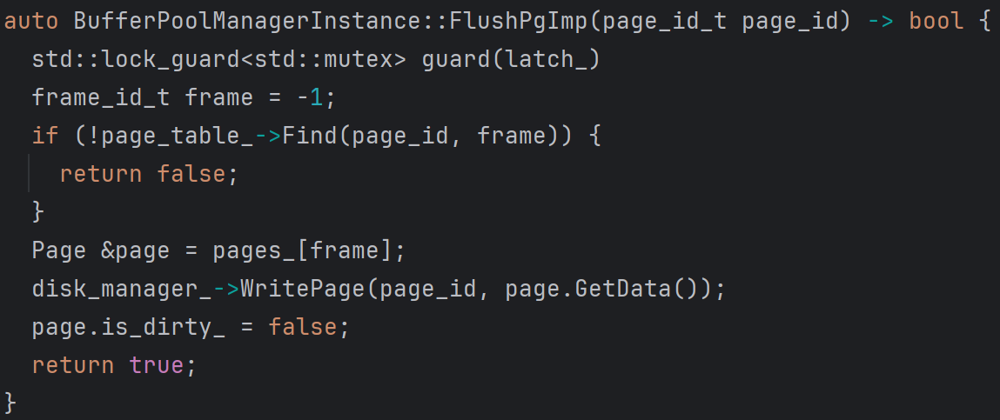 auto BufferPoolManagerInstance::FlushPgImp(page_id_t page_id) -> bool {
  std::lock_guard<std::mutex> guard(latch_)
  frame_id_t frame = -1;
  if (!page_table_->Find(page_id, frame)) {
    return false;
  }
  Page &page = pages_[frame];
  disk_manager_->WritePage(page_id, page.GetData());
  page.is_dirty_ = false;
  return true;
}